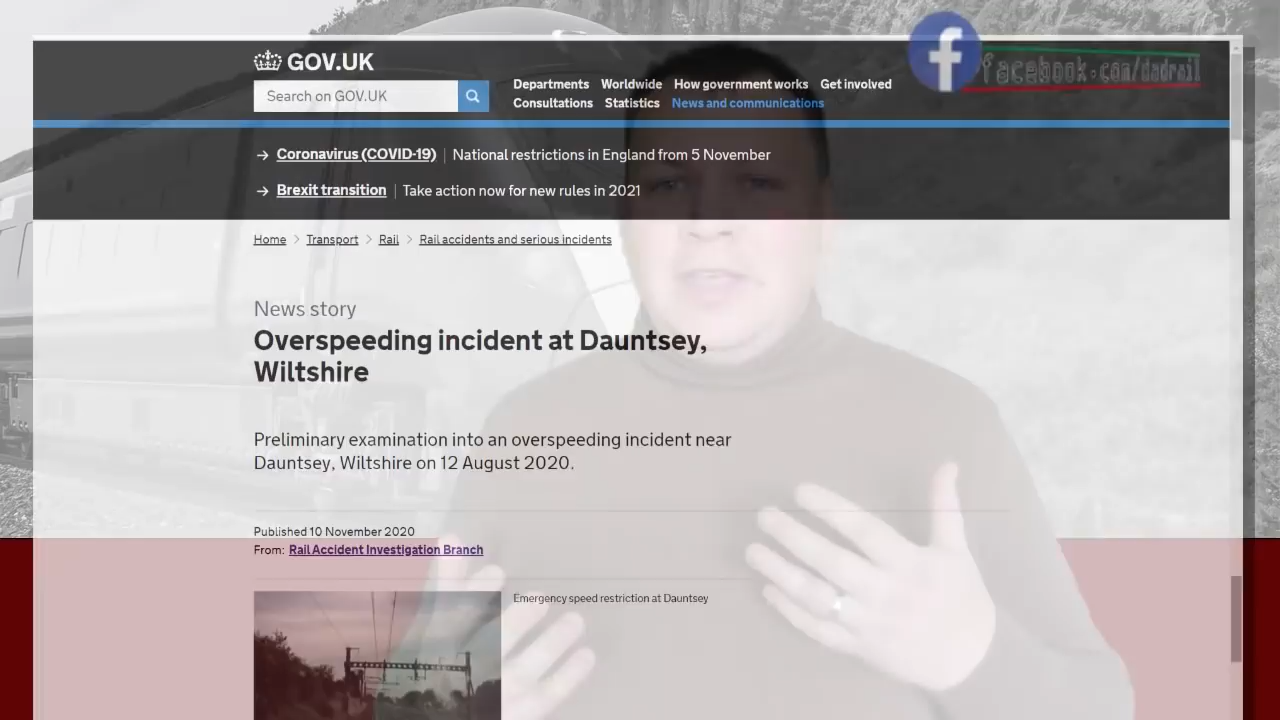 GOV.UK
Search on GOV.UK
Departments Worldwide How government works Get involved
Consultations Statistics News and communications
facebook.com/dadrail
→ Coronavirus (COVID-19) | National restrictions in England from 5 November
→ Brexit transition | Take action now for new rules in 2021
Home > Transport > Rail > Rail accidents and serious incidents
News story
Overspeeding incident at Dauntsey,
Wiltshire
Preliminary examination into an overspeeding incident near
Dauntsey, Wiltshire on 12 August 2020.
Published 10 November 2020
From: Rail Accident Investigation Branch
Emergency speed restriction at Dauntsey